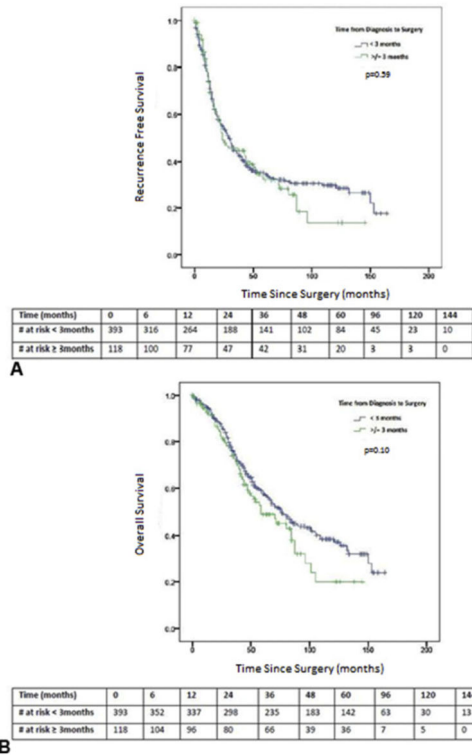 Time from Diagnosis to Surgery
< 3 months
>/= 3 months
p=0.59
Recurrence Free Survival
1.0
0.8
0.6
0.4
0.2
0.0
0 50 100 150 200
Time Since Surgery (months)
Time (months) 0 6 12 24 36 48 60 96 120 144
# at risk < 3months 393 316 264 188 141 102 84 45 23 10
# at risk ≥ 3months 118 100 77 47 42 31 20 3 3 0
A
Time from Diagnosis to Surgery
< 3 months
>/= 3 months
p=0.10
Overall Survival
1.0
0.8
0.6
0.4
0.2
0.0
0 50 100 150 200
Time Since Surgery (months)
Time (months) 0 6 12 24 36 48 60 96 120 14
# at risk < 3months 393 352 337 298 235 183 142 63 30 13
# at risk ≥ 3months 118 104 96 80 66 39 36 7 5 0
B